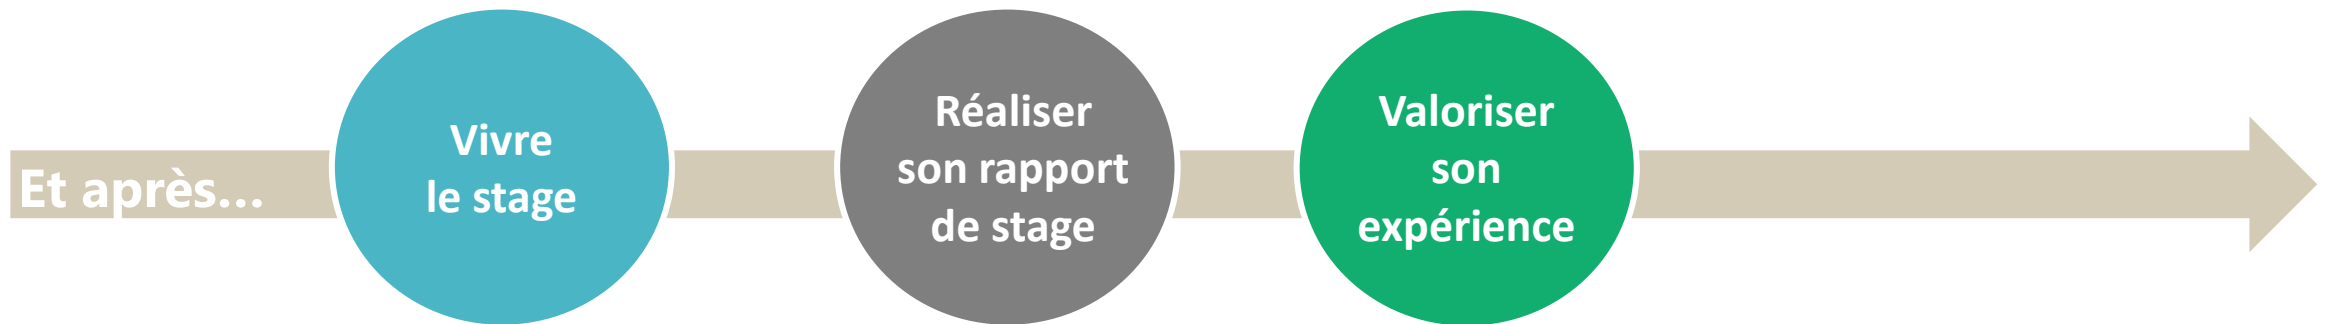 Et après...
Vivre
le stage
Réaliser
son rapport
de stage
Valoriser
son
expérience